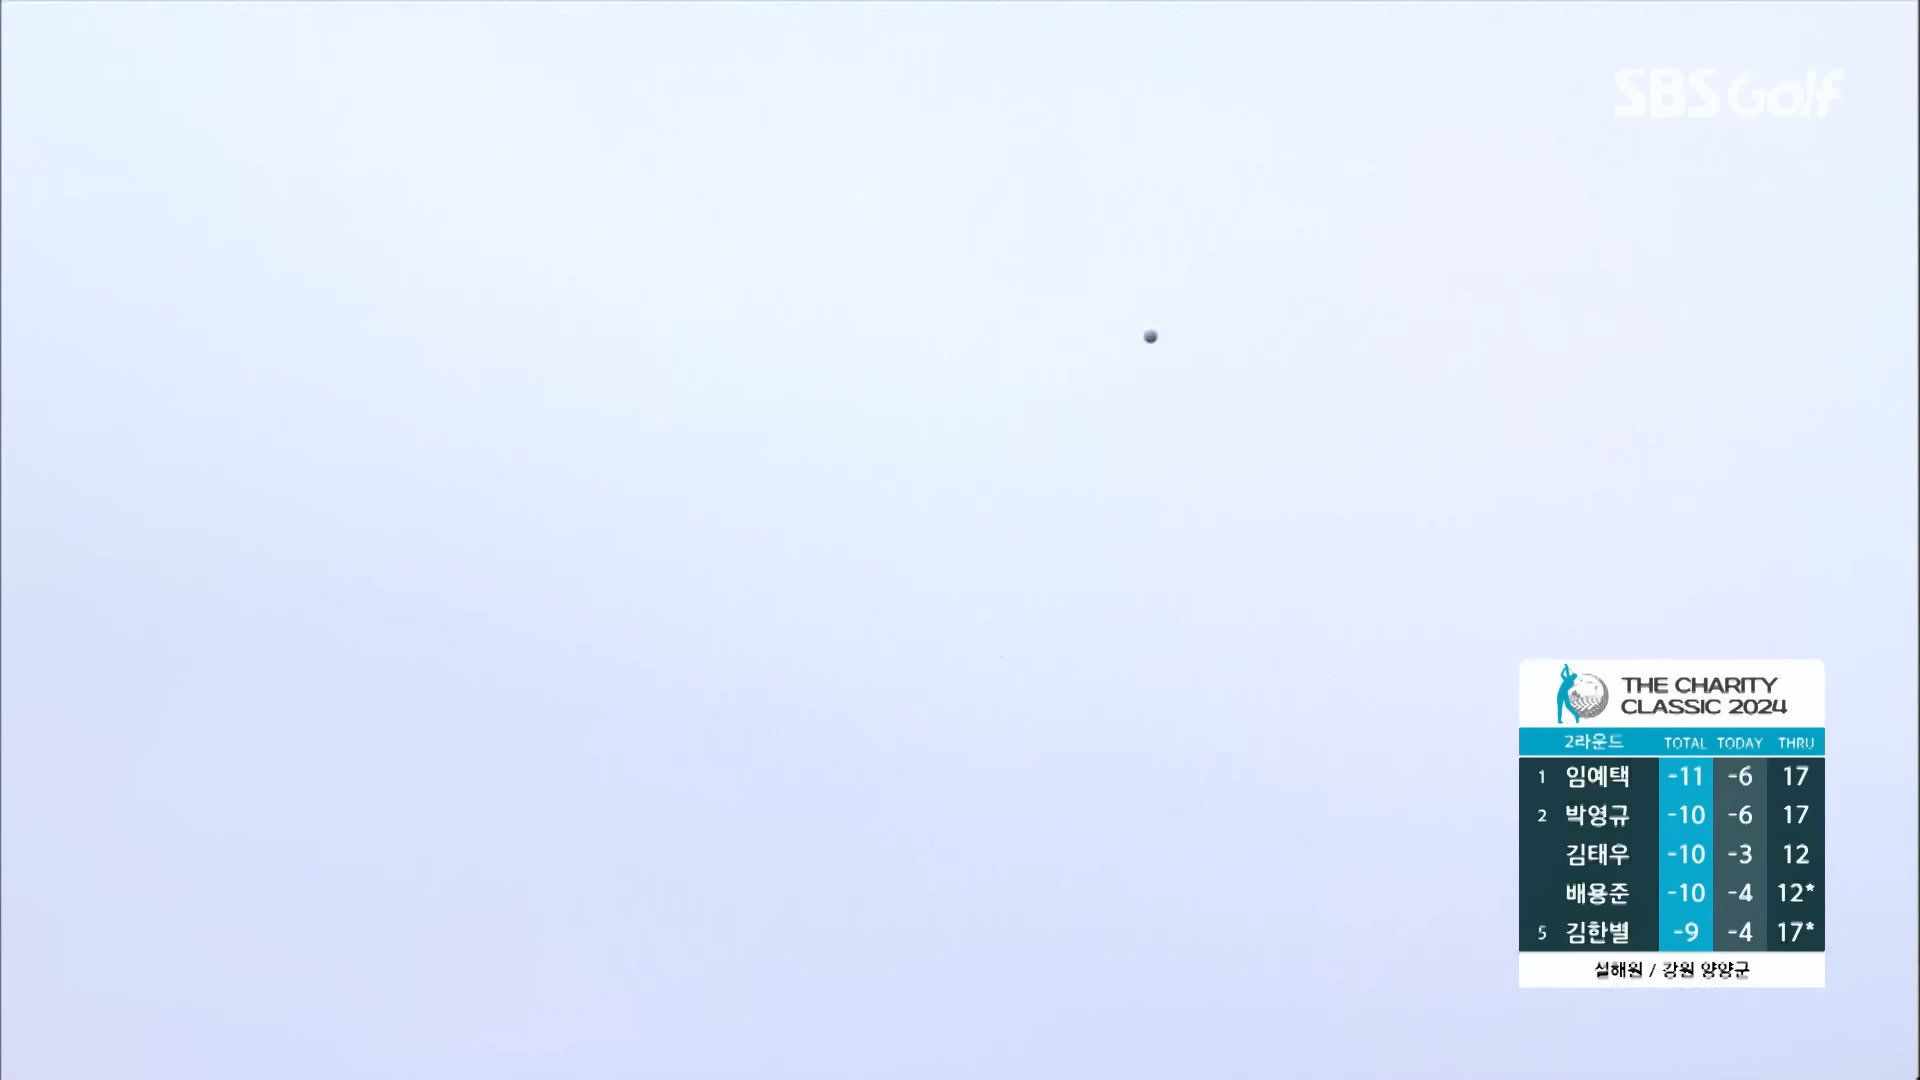 SBS Golf
THE CHARITY
CLASSIC 2024
2라운드 TOTAL TODAY THRU
1 임예택 -11 -6 17
2 박영규 -10 -6 17
김태우 -10 -3 12
배용준 -10 -4 12*
5 김한별 -9 -4 17*
설해원 / 강원 양양군